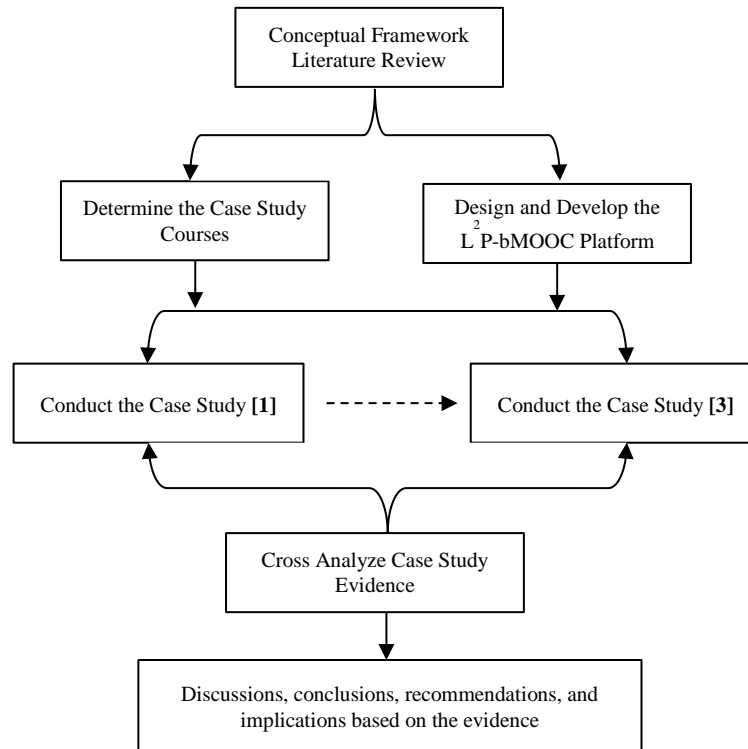 Conceptual Framework
Literature Review
Determine the Case Study
Courses
Design and Develop the
L²P-bMOOC Platform
Conduct the Case Study [1]
Conduct the Case Study [3]
Cross Analyze Case Study
Evidence
Discussions, conclusions, recommendations, and
implications based on the evidence